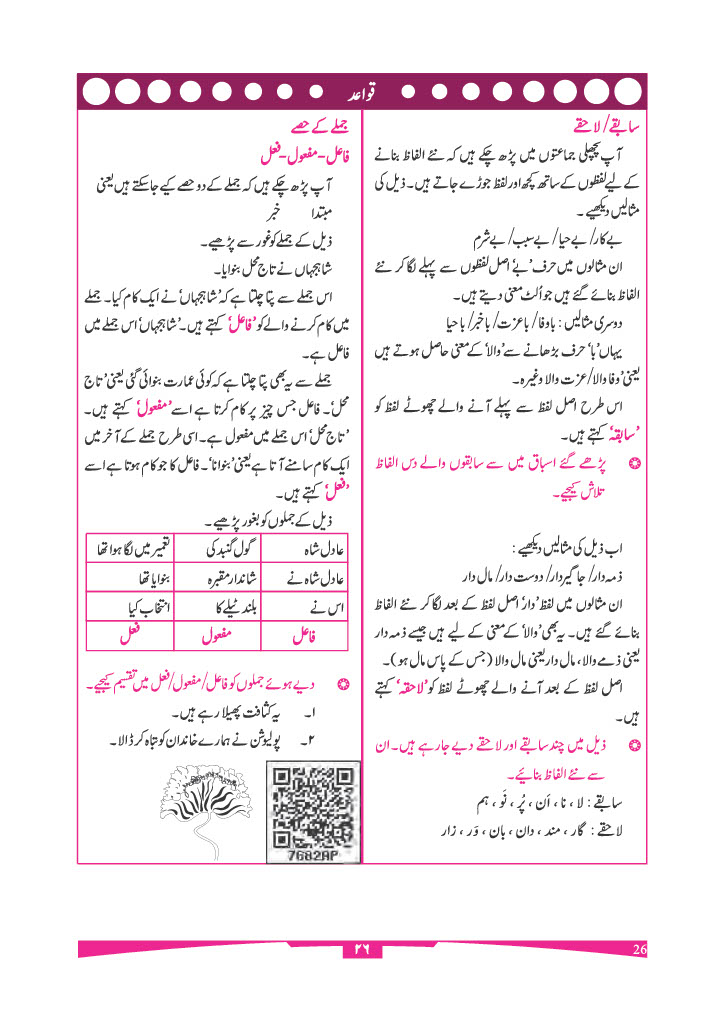 قواعد
سابقے/ لاحقے
آپ پچھلی جماعتوں میں پڑھ چکے ہیں کہ نئے الفاظ بنانے
کے لیے لفظوں کے ساتھ کچھ اور لفظ جوڑے جاتے ہیں۔ ذیل کی
مثالیں دیکھیے۔
بے کار/ بے حیا/ بے سبب/ بے شرم
ان مثالوں میں حرف 'بے' اصل لفظوں سے پہلے لگا کر نئے
الفاظ بنائے گئے ہیں جو اُلٹ معنی دیتے ہیں۔
دوسری مثالیں : باوفا/ باعزت/ باخبر/ باحیا
یہاں 'با' حرف بڑھانے سے 'والا' کے معنی حاصل ہوتے ہیں
یعنی 'وفا والا/ عزت والا وغیرہ۔
اس طرح اصل لفظ سے پہلے آنے والے چھوٹے لفظ کو
'سابقہ' کہتے ہیں۔
پڑھے گئے اسباق میں سے سابقوں والے دس الفاظ
تلاش کیجیے۔
اب ذیل کی مثالیں دیکھیے :
ذمہ دار/ جاگیردار/ دوست دار/ مال دار
ان مثالوں میں لفظ 'دار' اصل لفظ کے بعد لگا کر نئے الفاظ
بنائے گئے ہیں۔ یہ بھی 'والا' کے معنی کے لیے ہیں جیسے ذمہ دار
یعنی ذمے والا، مال دار یعنی مال والا (جس کے پاس مال ہو)۔
اصل لفظ کے بعد آنے والے چھوٹے لفظ کو 'لاحقہ' کہتے
ہیں۔
ذیل میں چند سابقے اور لاحقے دیے جا رہے ہیں۔ ان
سے نئے الفاظ بنائیے۔
سابقے : لا ، نا ، اَن ، پُر ، نَو ، ہم
لاحقے : گار ، مند ، دان ، بان ، وَر ، زار
جملے کے حصے
فاعل - مفعول - فعل
آپ پڑھ چکے ہیں کہ جملے کے دو حصے کیے جا سکتے ہیں یعنی
مبتدا خبر
ذیل کے جملے کو غور سے پڑھیے۔
شاہجہاں نے تاج محل بنوایا۔
اس جملے سے پتا چلتا ہے کہ 'شاہجہاں' نے ایک کام کیا۔ جملے
میں کام کرنے والے کو 'فاعل' کہتے ہیں۔ 'شاہجہاں' اس جملے میں
فاعل ہے۔
جملے سے یہ بھی پتا چلتا ہے کہ کوئی عمارت بنوائی گئی یعنی 'تاج
محل'۔ فاعل جس چیز پر کام کرتا ہے اسے 'مفعول' کہتے ہیں۔
'تاج محل' اس جملے میں مفعول ہے۔ اسی طرح جملے کے آخر میں
ایک کام سامنے آتا ہے یعنی 'بنوانا'۔ فاعل کا جو کام ہوتا ہے اسے
'فعل' کہتے ہیں۔
ذیل کے جملوں کو بغور پڑھیے۔
عادل شاہ گول گنبد کی تعمیر میں لگا ہوا تھا
عادل شاہ نے شاندار مقبرہ بنوایا تھا
اس نے بلند ٹیلے کا انتخاب کیا
فاعل مفعول فعل
دیے ہوئے جملوں کو فاعل/ مفعول/ فعل میں تقسیم کیجیے۔
۱۔ یہ کثافت پھیلا رہے ہیں۔
۲۔ پولیوشن نے ہمارے خاندان کو تباہ کر ڈالا۔
7682AP
۲۶
26